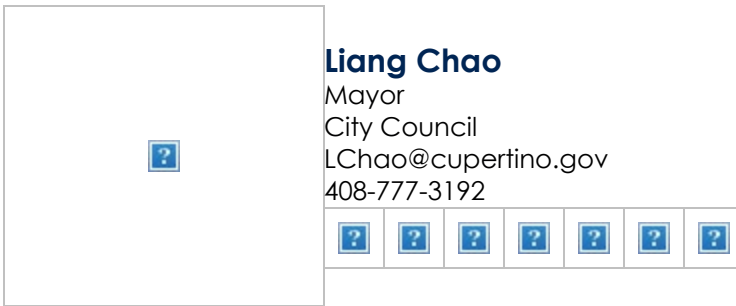 Liang Chao
Mayor
City Council
LChao@cupertino.gov
408-777-3192